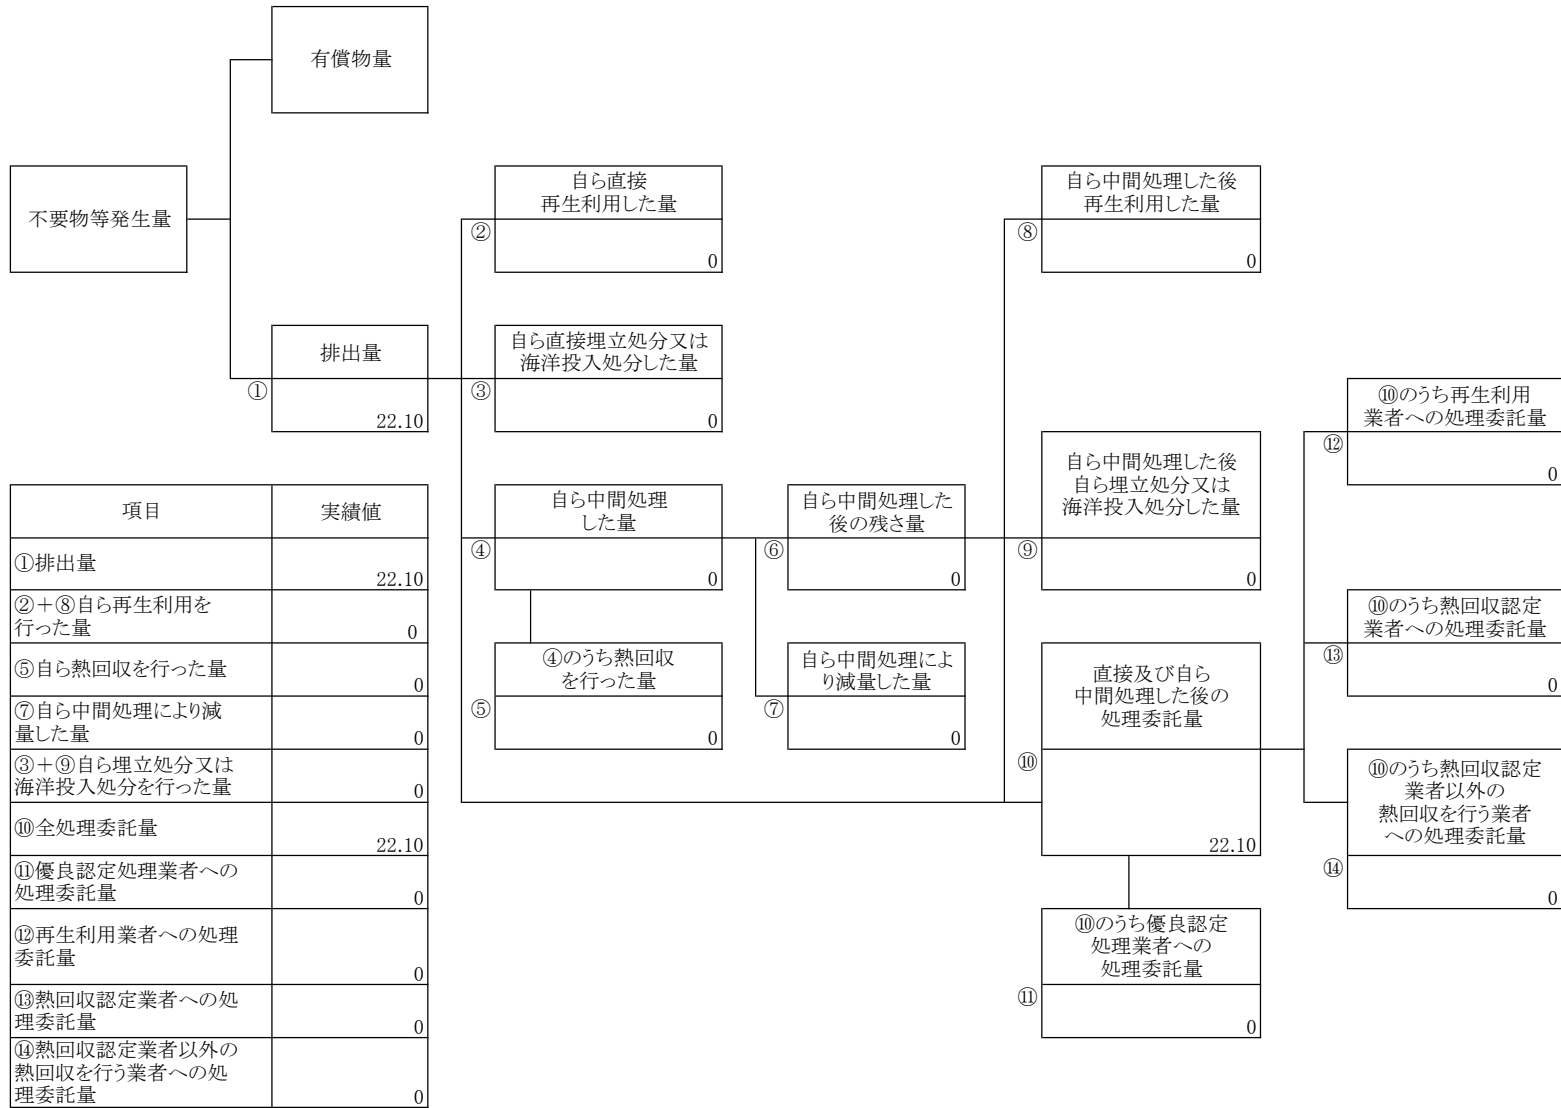 有償物量
不要物等発生量
自ら直接
再生利用した量
②
0
自ら中間処理した後
再生利用した量
⑧
0
排出量
①
22.10
自ら直接埋立処分又は
海洋投入処分した量
③
0
⑩のうち再生利用
業者への処理委託量
⑫
0
自ら中間処理
した量
④
0
自ら中間処理した
後の残さ量
⑥
0
自ら中間処理した後
自ら埋立処分又は
海洋投入処分した量
⑨
0
⑩のうち熱回収認定
業者への処理委託量
⑬
0
④のうち熱回収
を行った量
⑤
0
自ら中間処理によ
り減量した量
⑦
0
直接及び自ら
中間処理した後の
処理委託量
⑩
22.10
⑩のうち熱回収認定
業者以外の
熱回収を行う業者
への処理委託量
⑭
0
⑩のうち優良認定
処理業者への
処理委託量
⑪
0
項目 実績値
①排出量
22.10
②+⑧自ら再生利用を
行った量 0
⑤自ら熱回収を行った量
0
⑦自ら中間処理により減
量した量 0
③+⑨自ら埋立処分又は
海洋投入処分を行った量 0
⑩全処理委託量
22.10
⑪優良認定処理業者への
処理委託量 0
⑫再生利用業者への処理
委託量 0
⑬熱回収認定業者への処
理委託量 0
⑭熱回収認定業者以外の
熱回収を行う業者への処
理委託量 0